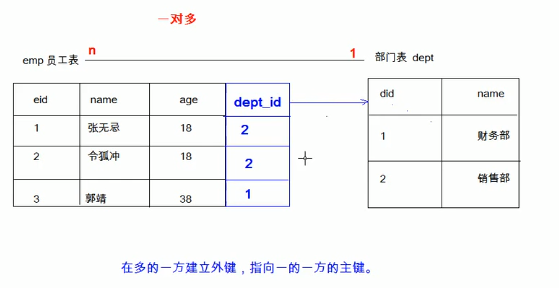 一对多
emp 员工表 n 1 部门表 dept
eid name age dept_id
1 张无忌 18 2
2 令狐冲 18 2
3 郭靖 38 1
did name
1 财务部
2 销售部
在多的一方建立外键，指向一的一方的主键。